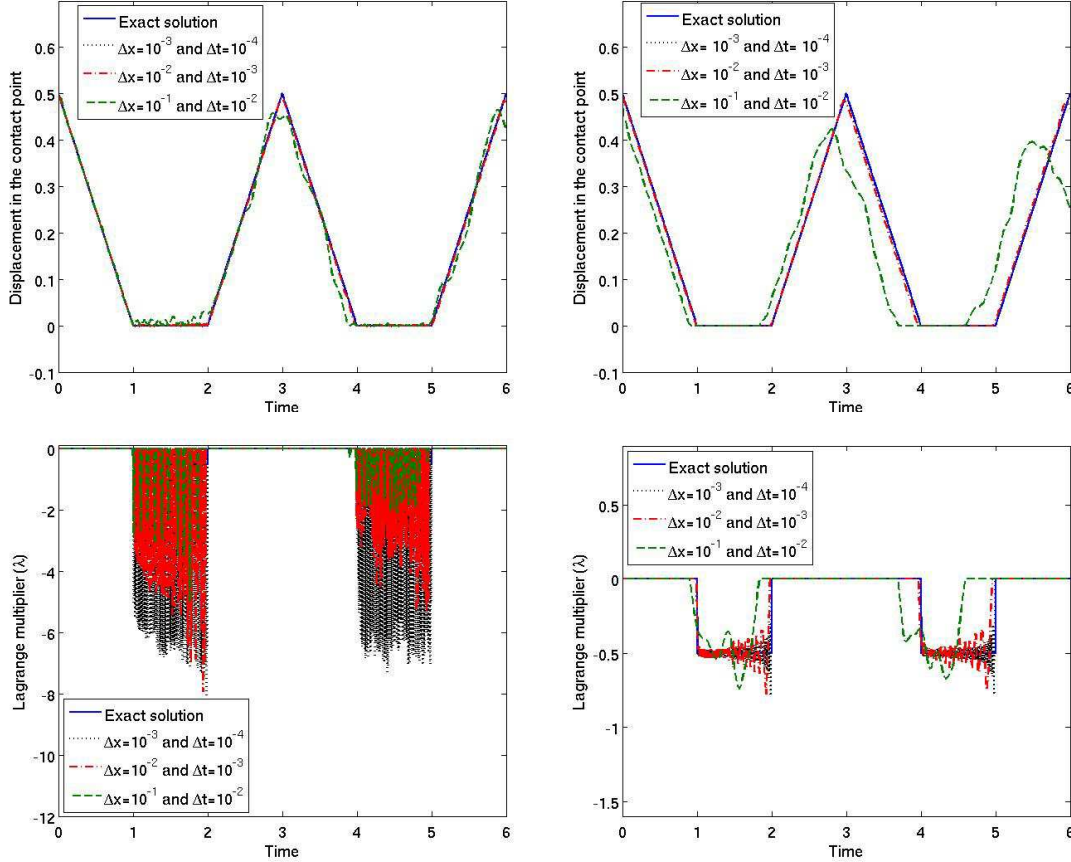 0.6
0.5
0.4
0.3
0.2
0.1
0
-0.1
Displacement in the contact point
Exact solution
Δx=10⁻³ and Δt=10⁻⁴
Δx=10⁻² and Δt=10⁻³
Δx=10⁻¹ and Δt=10⁻²
0 1 2 3 4 5 6
Time
0.6
0.5
0.4
0.3
0.2
0.1
0
-0.1
Displacement in the contact point
Exact solution
Δx= 10⁻³ and Δt= 10⁻⁴
Δx= 10⁻² and Δt= 10⁻³
Δx= 10⁻¹ and Δt= 10⁻²
0 1 2 3 4 5 6
Time
0
-2
-4
-6
-8
-10
-12
Lagrange multiplier (λ)
Exact solution
Δx=10⁻³ and Δt=10⁻⁴
Δx=10⁻² and Δt=10⁻³
Δx=10⁻¹ and Δt=10⁻²
0 1 2 3 4 5 6
Time
0.5
0
-0.5
-1
-1.5
Lagrange multiplier (λ)
Exact solution
Δx=10⁻³ and Δt=10⁻⁴
Δx=10⁻² and Δt=10⁻³
Δx=10⁻¹ and Δt=10⁻²
0 1 2 3 4 5 6
Time